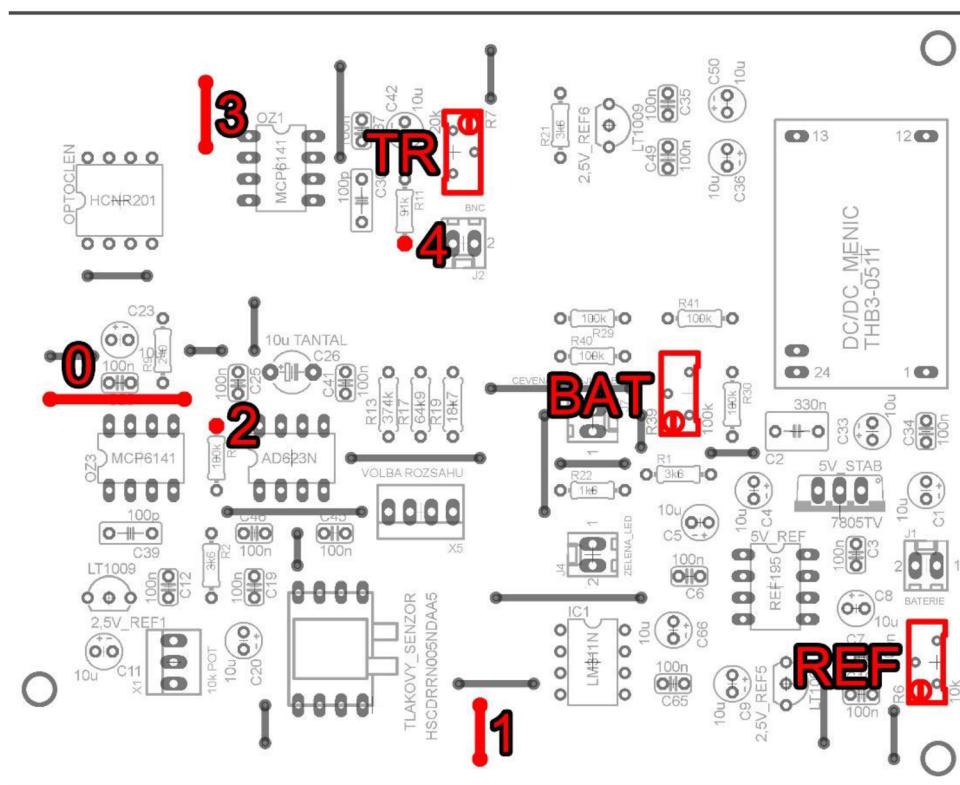 3
OZ1
MCP6141
OPTOCLEN
HCNR201
C42
10u
20k
R7
TR
100p
91k
R11
BNC
4
2
J2
R21
3k6
2,5V_REF6
LT1009
100n
C35
C50
10u
C49
100n
10u
C36
13
12
DC/DC_MENIC
THB3-0511
24
1
C23
0
100n
10u TANTAL
C26
100n
C25
C41
100n
2
OZ3
MCP6141
AD623N
R13
374k
R17
64k9
R19
18k7
VOLBA ROZSAHU
X5
100k
R29
R40
100k
R41
100k
BAT
R39
100k
R30
1
R22
1k6
R1
3k6
330n
C2
C33
10u
C34
100n
5V_STAB
7805TV
10u
C4
10u
C1
100p
C39
C46
100n
C45
100n
R2
3k6
LT1009
2,5V_REF1
100n
C12
100n
C19
10u
C11
X1
10k POT
10u
C20
TLAKOVY_SENZOR
HSCDRRN005NDAA5
1
J4
1
2
ZELENA_LED
10u
C5
100n
C6
5V_REF
REF195
100n
C3
J1
2
1
BATERIE
C8
10u
IC1
LM311N
10u
C66
100n
C65
10u
C9
2,5V_REF5
C7
REF
100n
R6
10k